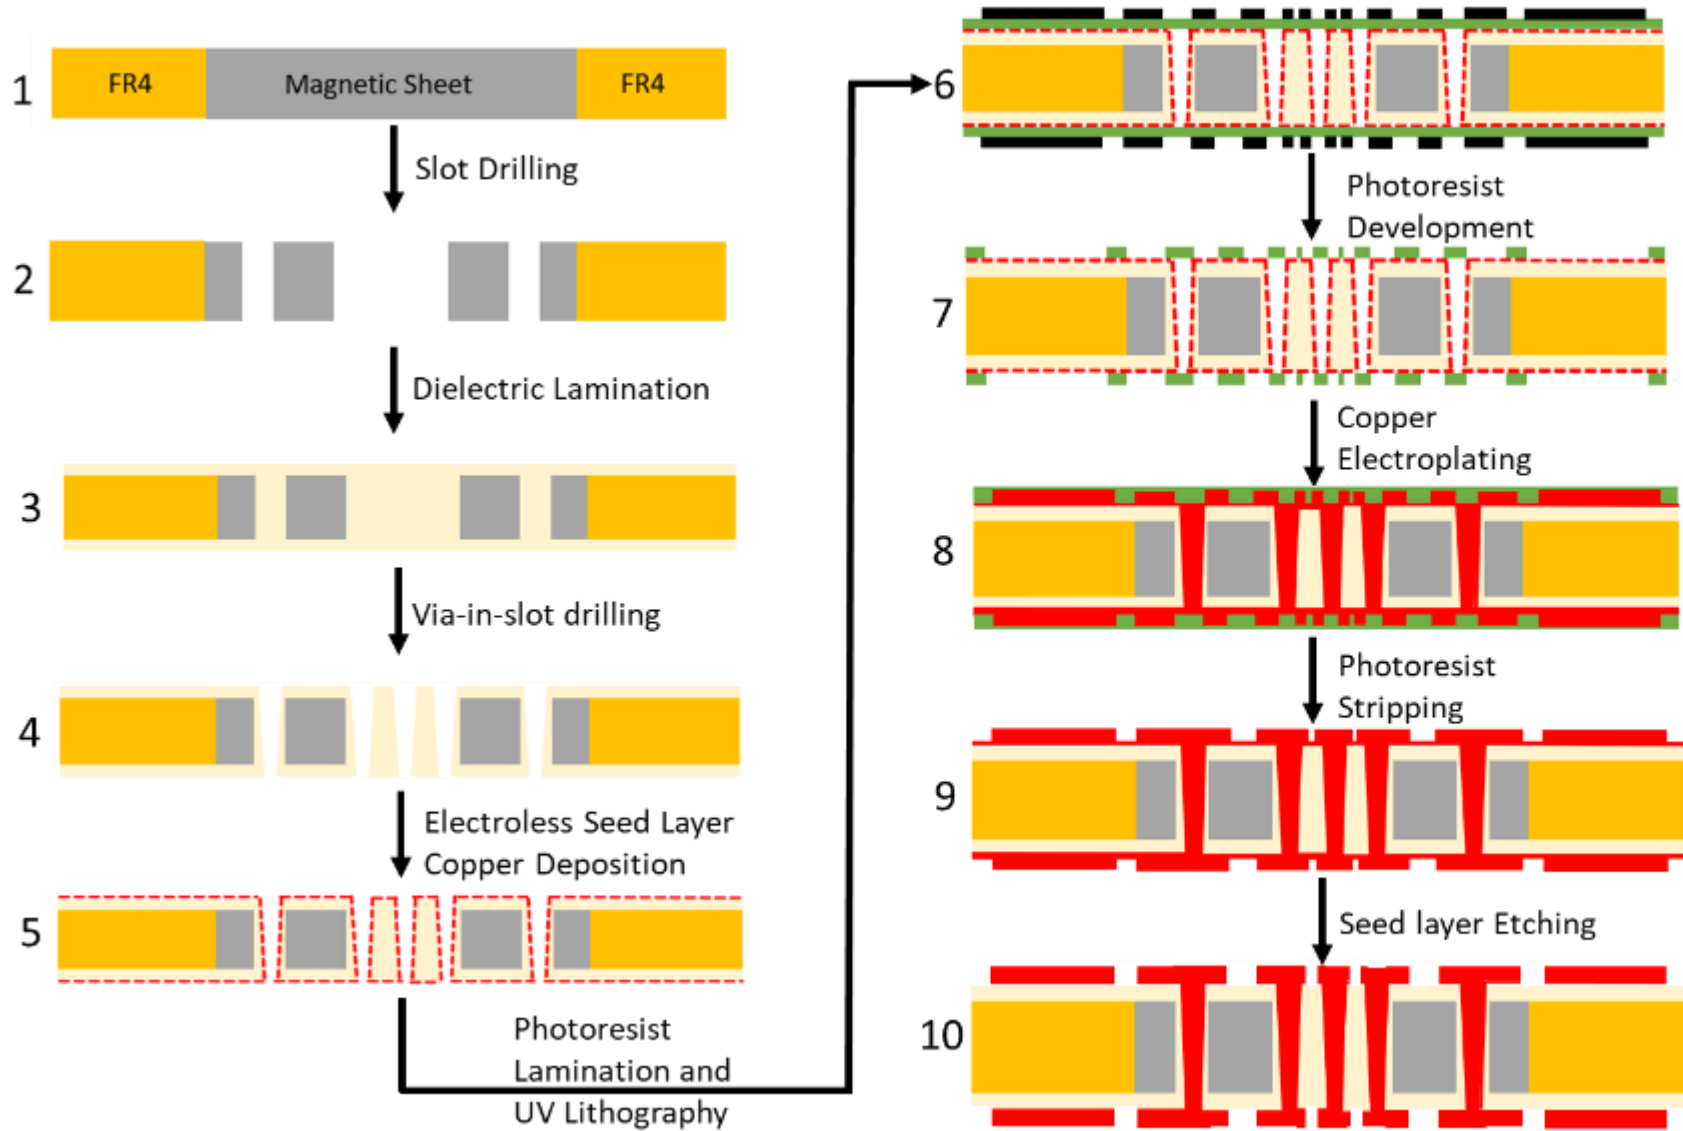 1
FR4
Magnetic Sheet
FR4
Slot Drilling
2
Dielectric Lamination
3
Via-in-slot drilling
4
Electroless Seed Layer
Copper Deposition
5
Photoresist
Lamination and
UV Lithography
6
Photoresist
Development
7
Copper
Electroplating
8
Photoresist
Stripping
9
Seed layer Etching
10